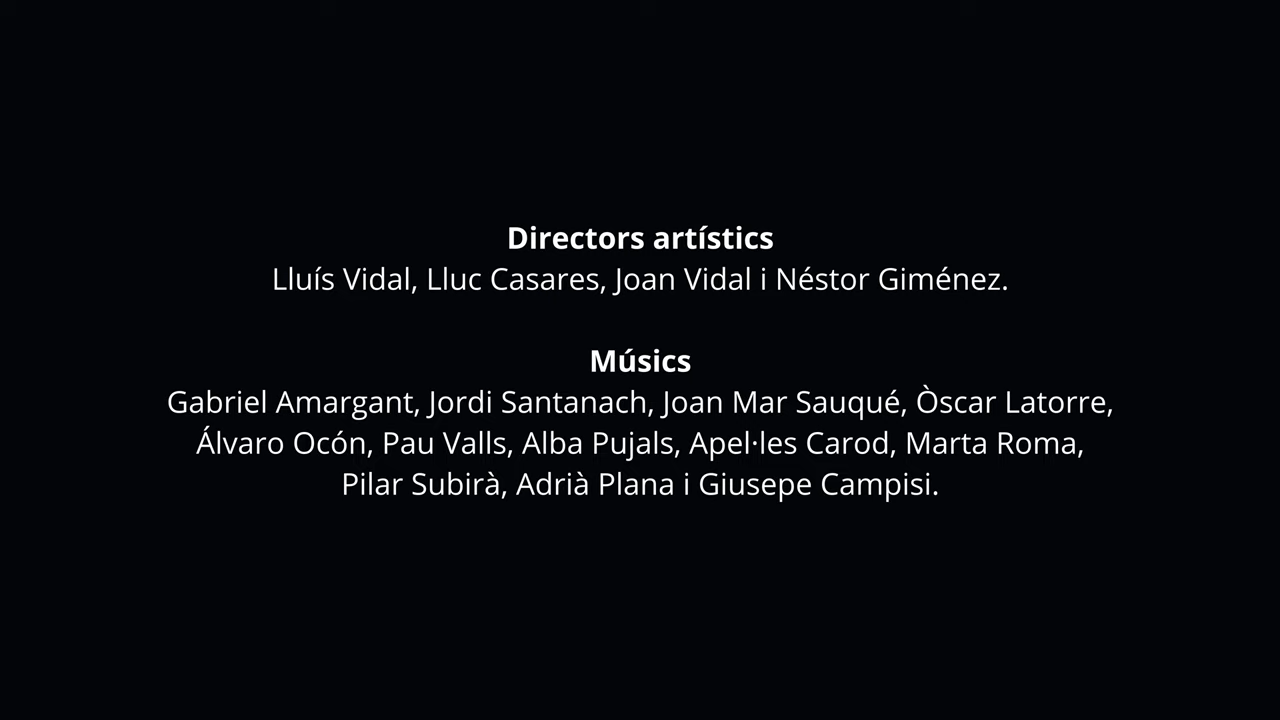 Directors artístics
Lluís Vidal, Lluc Casares, Joan Vidal i Néstor Giménez.
Músics
Gabriel Amargant, Jordi Santanach, Joan Mar Sauqué, Òscar Latorre,
Álvaro Ocón, Pau Valls, Alba Pujals, Apel·les Carod, Marta Roma,
Pilar Subirà, Adrià Plana i Giusepe Campisi.